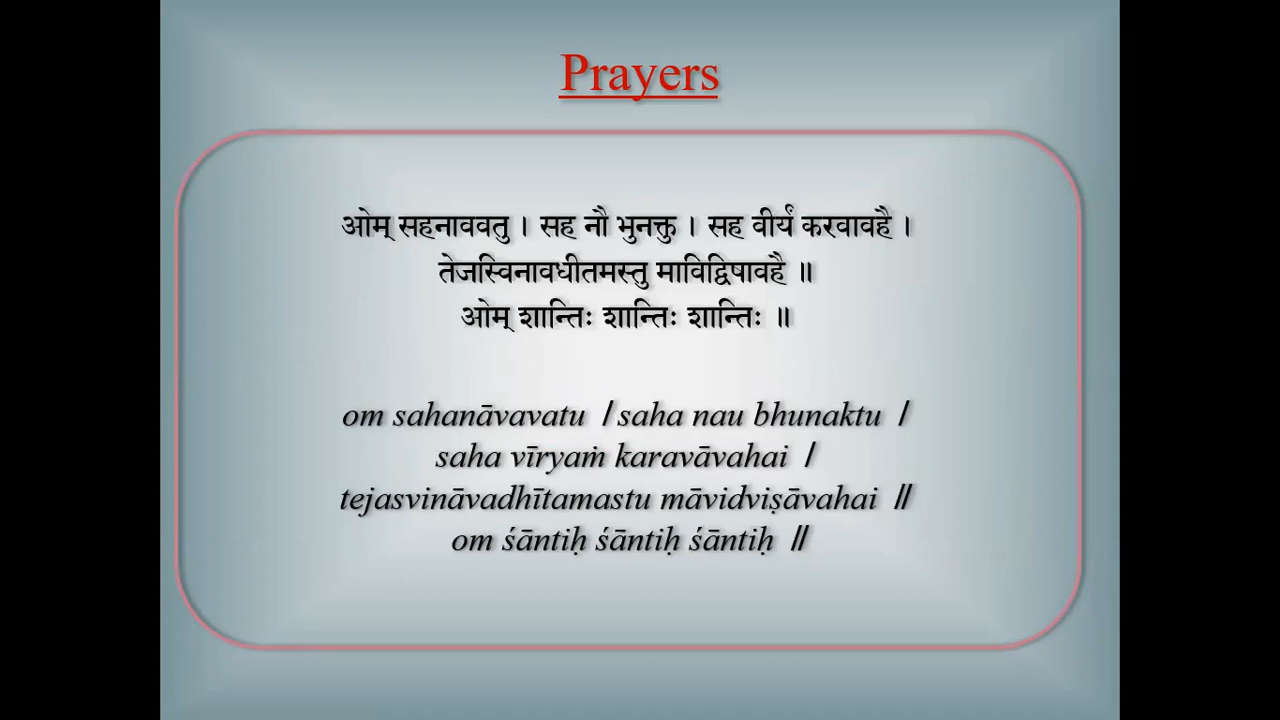 Prayers
ओम् सहनाववतु । सह नौ भुनक्तु । सह वीर्यं करवावहै ।
तेजस्विनावधीतमस्तु माविद्विषावहै ॥
ओम् शान्तिः शान्तिः शान्तिः ॥
om sahanāvavatu । saha nau bhunaktu ।
saha vīryaṁ karavāvahai ।
tejasvināvadhītamastu māvidviṣāvahai ॥
om śāntiḥ śāntiḥ śāntiḥ ॥